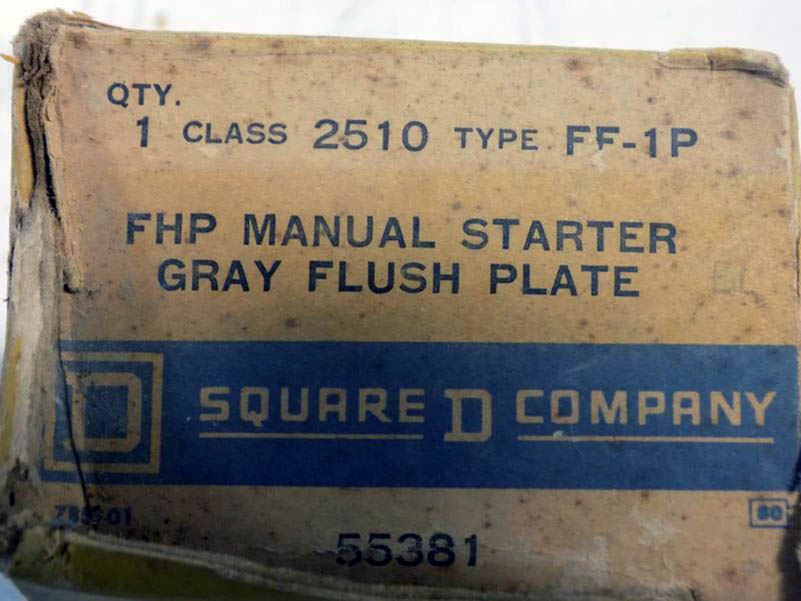 QTY.
1 CLASS 2510 TYPE FF-1P
FHP MANUAL STARTER
GRAY FLUSH PLATE
D
SQUARE D COMPANY
55381